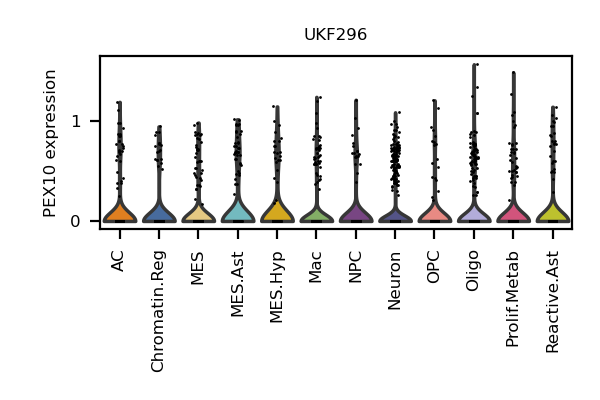 UKF296
PEX10 expression
1
0
AC
Chromatin.Reg
MES
MES.Ast
MES.Hyp
Mac
NPC
Neuron
OPC
Oligo
Prolif.Metab
Reactive.Ast